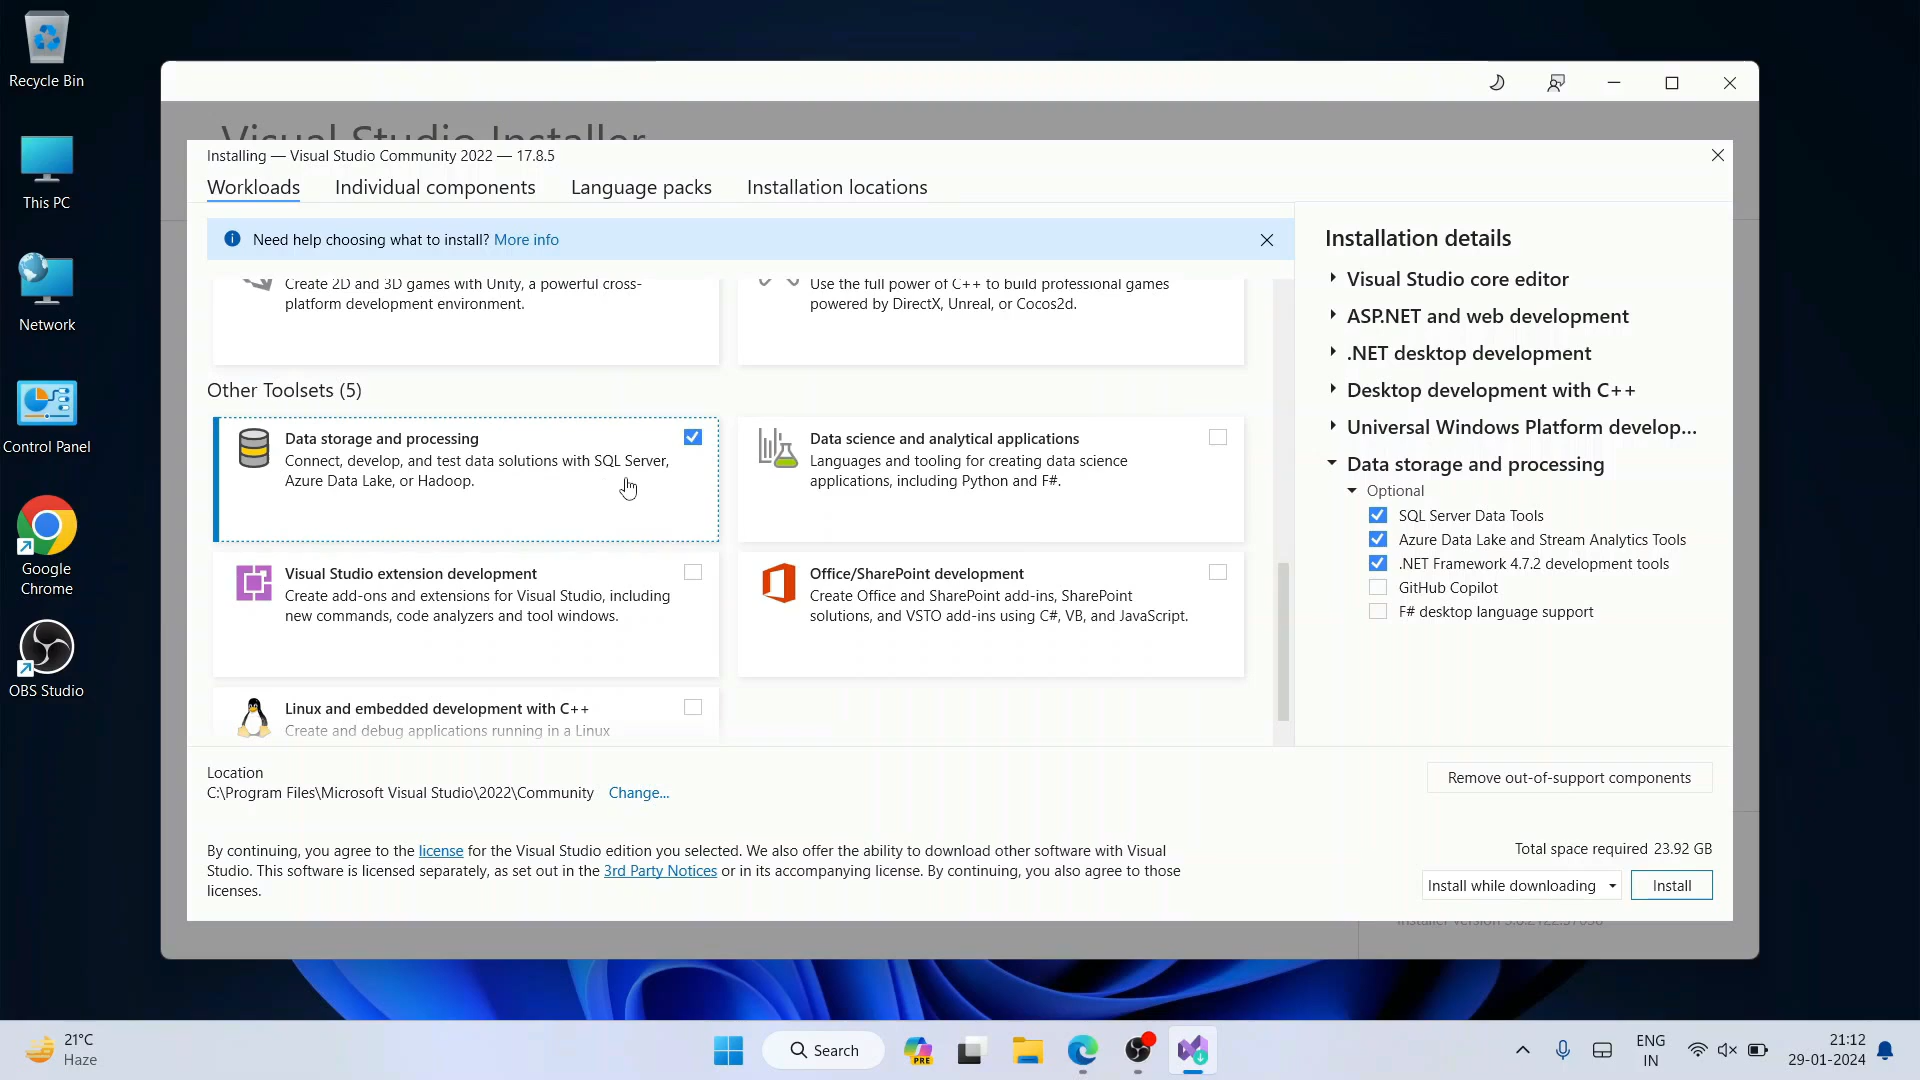 Recycle Bin
This PC
Network
Control Panel
Google
Chrome
OBS Studio
Visual Studio Installer
Installing — Visual Studio Community 2022 — 17.8.5
Workloads
Individual components
Language packs
Installation locations
Need help choosing what to install? More info
Create 2D and 3D games with Unity, a powerful cross-
platform development environment.
Use the full power of C++ to build professional games
powered by DirectX, Unreal, or Cocos2d.
Other Toolsets (5)
Data storage and processing
Connect, develop, and test data solutions with SQL Server,
Azure Data Lake, or Hadoop.
Data science and analytical applications
Languages and tooling for creating data science
applications, including Python and F#.
Visual Studio extension development
Create add-ons and extensions for Visual Studio, including
new commands, code analyzers and tool windows.
Office/SharePoint development
Create Office and SharePoint add-ins, SharePoint
solutions, and VSTO add-ins using C#, VB, and JavaScript.
Linux and embedded development with C++
Create and debug applications running in a Linux
Installation details
Visual Studio core editor
ASP.NET and web development
.NET desktop development
Desktop development with C++
Universal Windows Platform develop...
Data storage and processing
Optional
SQL Server Data Tools
Azure Data Lake and Stream Analytics Tools
.NET Framework 4.7.2 development tools
GitHub Copilot
F# desktop language support
Location
C:\Program Files\Microsoft Visual Studio\2022\Community Change...
Remove out-of-support components
By continuing, you agree to the license for the Visual Studio edition you selected. We also offer the ability to download other software with Visual
Studio. This software is licensed separately, as set out in the 3rd Party Notices or in its accompanying license. By continuing, you also agree to those
licenses.
Total space required 23.92 GB
Install while downloading
Install
Installer version
21°C
Haze
Search
PRE
ENG
IN
21:12
29-01-2024